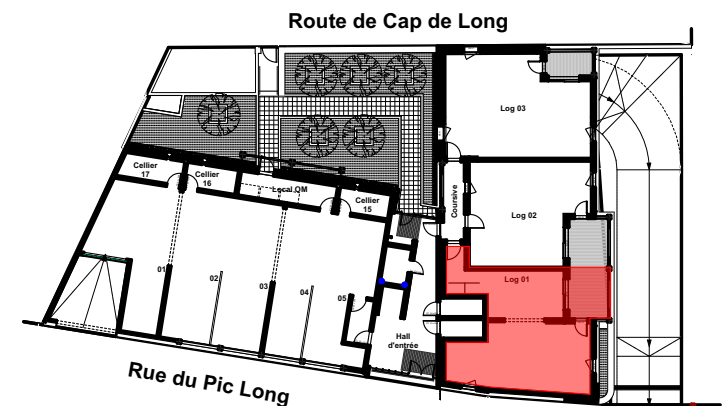 Route de Cap de Long
Log 03
Cellier
17
Cellier
16
Local OM
Cellier
15
Coursive
Log 02
Log 01
01
02
03
04
05
Hall
d'entrée
Rue du Pic Long